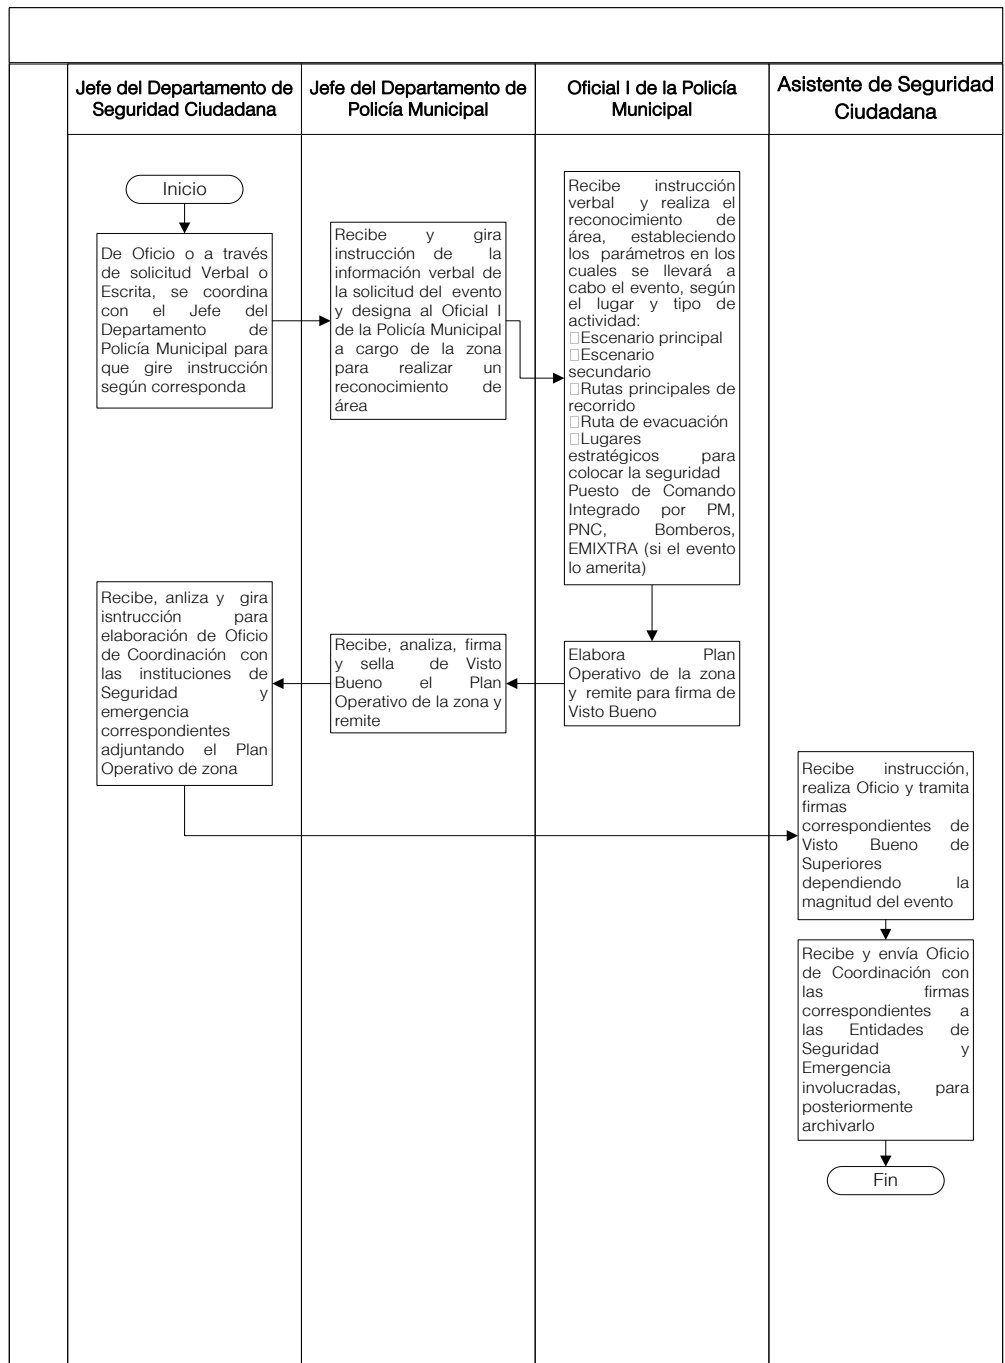 Jefe del Departamento de
Seguridad Ciudadana
Jefe del Departamento de
Policía Municipal
Oficial I de la Policía
Municipal
Asistente de Seguridad
Ciudadana
Inicio
De Oficio o a través
de solicitud Verbal o
Escrita, se coordina
con el Jefe del
Departamento de
Policía Municipal para
que gire instrucción
según corresponda
Recibe y gira
instrucción de la
información verbal de
la solicitud del evento
y designa al Oficial I
de la Policía Municipal
a cargo de la zona
para realizar un
reconocimiento de
área
Recibe instrucción
verbal y realiza el
reconocimiento de
área, estableciendo
los parámetros en los
cuales se llevará a
cabo el evento, según
el lugar y tipo de
actividad:
Escenario principal
Escenario
secundario
Rutas principales de
recorrido
Ruta de evacuación
Lugares
estratégicos para
colocar la seguridad
Puesto de Comando
Integrado por PM,
PNC, Bomberos,
EMIXTRA (si el evento
lo amerita)
Elabora Plan
Operativo de la zona
y remite para firma de
Visto Bueno
Recibe, analiza, firma
y sella de Visto
Bueno el Plan
Operativo de la zona y
remite
Recibe, anliza y gira
isntrucción para
elaboración de Oficio
de Coordinación con
las instituciones de
Seguridad y
emergencia
correspondientes
adjuntando el Plan
Operativo de zona
Recibe instrucción,
realiza Oficio y tramita
firmas
correspondientes de
Visto Bueno de
Superiores
dependiendo la
magnitud del evento
Recibe y envía Oficio
de Coordinación con
las firmas
correspondientes a
las Entidades de
Seguridad y
Emergencia
involucradas, para
posteriormente
archivarlo
Fin